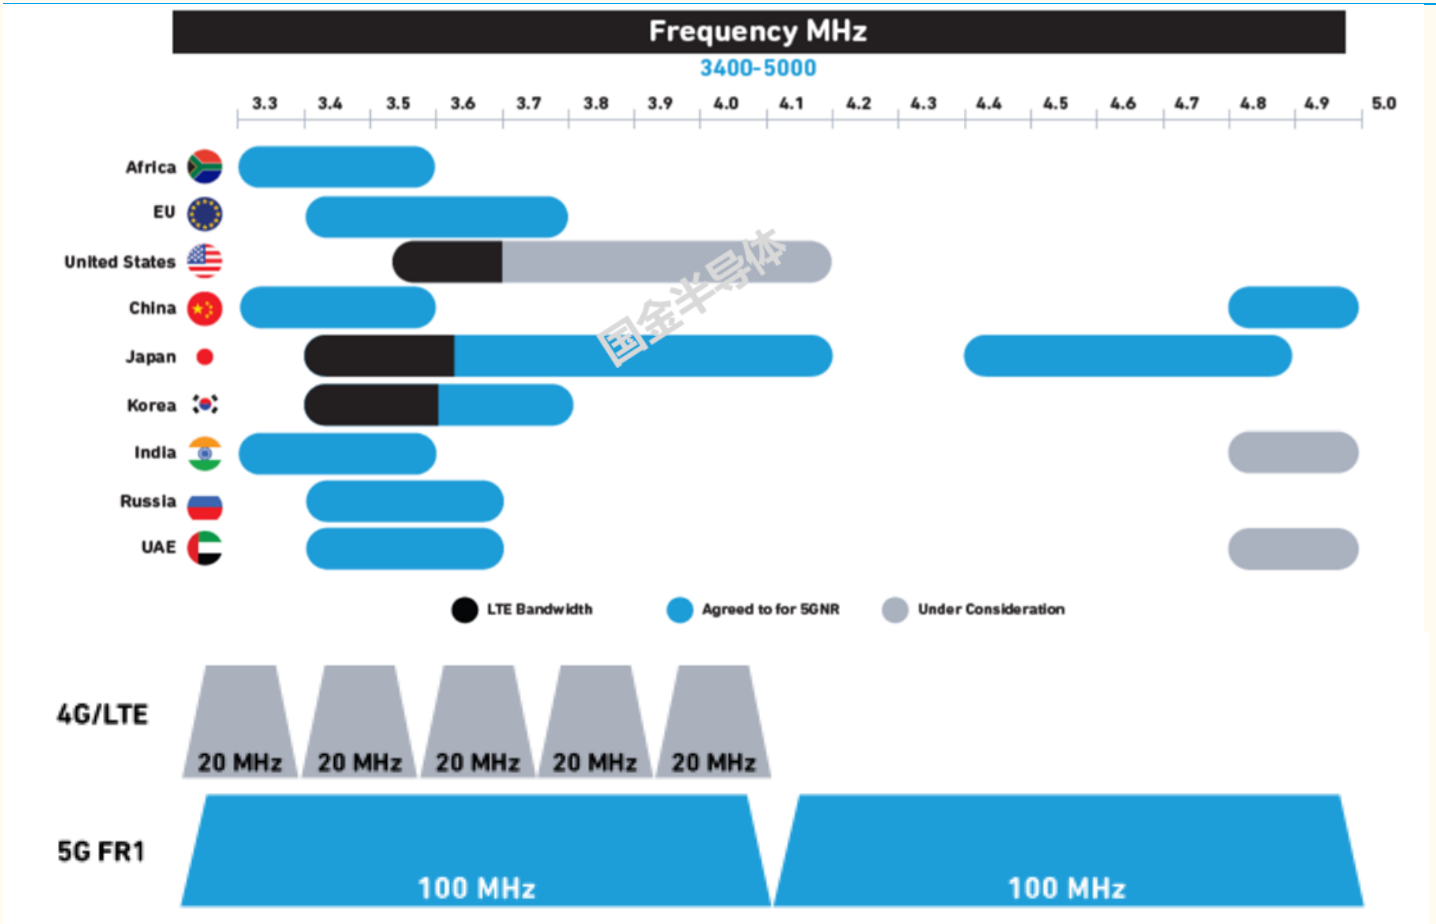 Frequency MHz
3400-5000
3.3 3.4 3.5 3.6 3.7 3.8 3.9 4.0 4.1 4.2 4.3 4.4 4.5 4.6 4.7 4.8 4.9 5.0
Africa
EU
United States
China
Japan
Korea
India
Russia
UAE
国金半导体
LTE Bandwidth Agreed to for 5GNR Under Consideration
4G/LTE
20 MHz 20 MHz 20 MHz 20 MHz 20 MHz
5G FR1
100 MHz 100 MHz